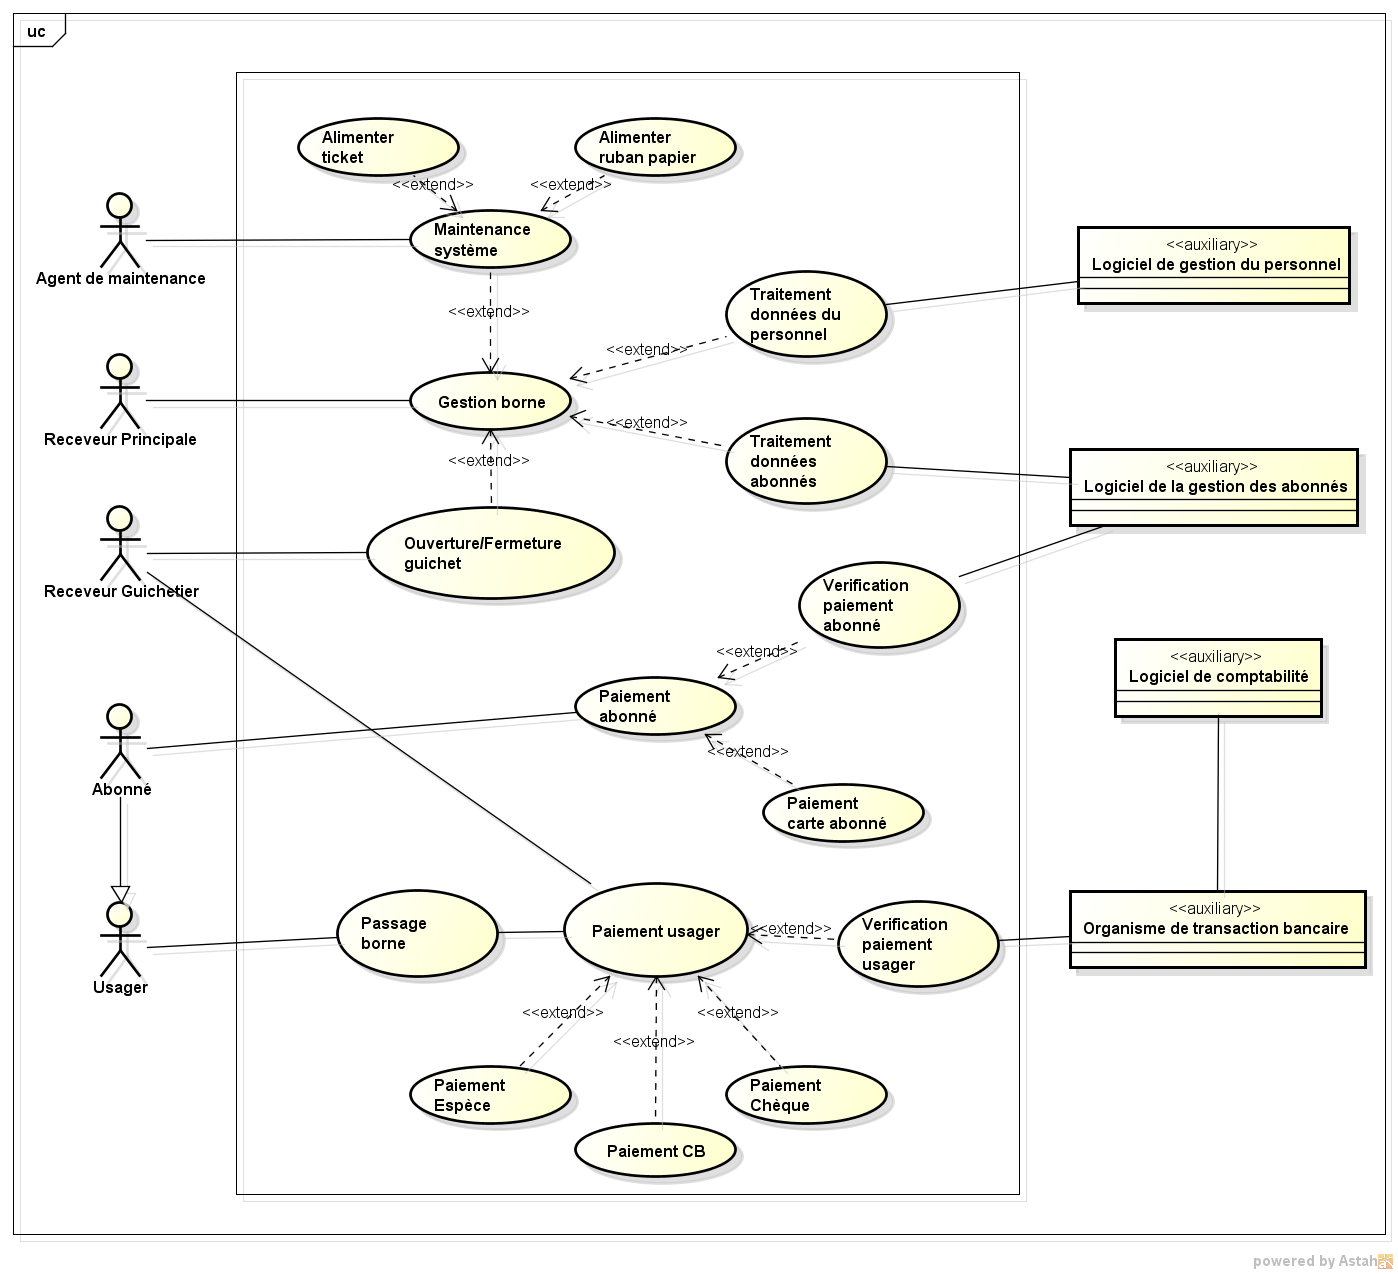 uc
Alimenter
ticket
Alimenter
ruban papier
<<extend>>
<<extend>>
Maintenance
système
Agent de maintenance
<<extend>>
<<auxiliary>>
Logiciel de gestion du personnel
Traitement
données du
personnel
<<extend>>
Gestion borne
Receveur Principale
<<extend>>
<<extend>>
Traitement
données
abonnés
<<auxiliary>>
Logiciel de la gestion des abonnés
Ouverture/Fermeture
guichet
Receveur Guichetier
Verification
paiement
abonné
<<extend>>
Paiement
abonné
<<auxiliary>>
Logiciel de comptabilité
<<extend>>
Abonné
Paiement
carte abonné
Passage
borne
Paiement usager
<<extend>>
Verification
paiement
usager
<<auxiliary>>
Organisme de transaction bancaire
Usager
<<extend>>
<<extend>>
<<extend>>
Paiement
Espèce
Paiement
Chèque
Paiement CB
powered by Astah